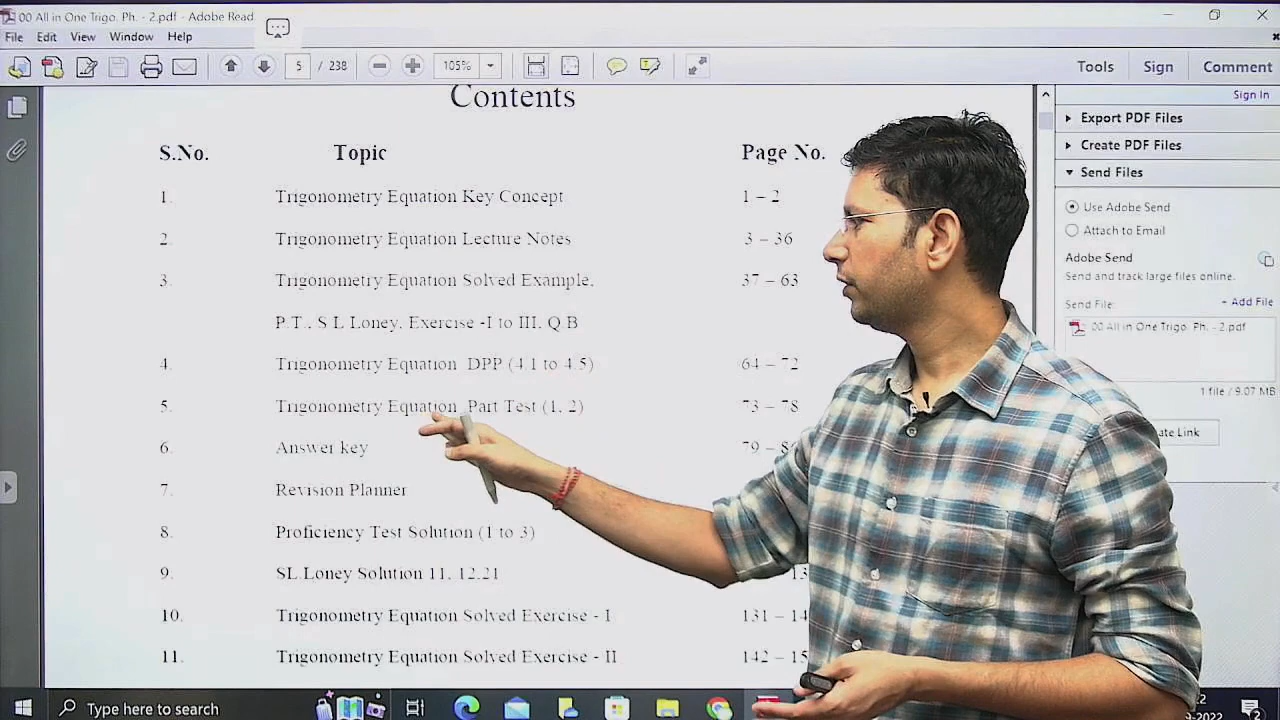 00 All in One Trigo. Ph. - 2.pdf - Adobe Read
File Edit View Window Help
5 / 238 105% Tools Sign Comment
Sign In
Contents
S.No. Topic Page No.
1. Trigonometry Equation Key Concept 1 – 2
2. Trigonometry Equation Lecture Notes 3 – 36
3. Trigonometry Equation Solved Example, 37 – 63
P.T., S L Loney, Exercise -I to III, Q.B
4. Trigonometry Equation DPP (4.1 to 4.5) 64 – 72
5. Trigonometry Equation Part Test (1, 2) 73 – 78
6. Answer key 79 –
7. Revision Planner
8. Proficiency Test Solution (1 to 3)
9. SL Loney Solution 11, 12,21
10. Trigonometry Equation Solved Exercise - I 131 –
11. Trigonometry Equation Solved Exercise - II 142 –
Export PDF Files
Create PDF Files
Send Files
Use Adobe Send
Attach to Email
Adobe Send
Send and track large files online.
Send File: + Add File
00 All in One Trigo. Ph. - 2.pdf
1 file / 9.07 MB
Link
Type here to search
2